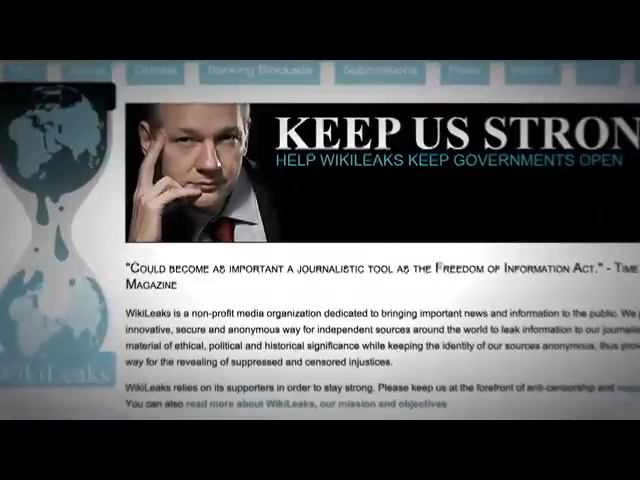 Donate Banking Blockade Submissions Press
KEEP US STRON
HELP WIKILEAKS KEEP GOVERNMENTS OPEN
"Could become as important a journalistic tool as the Freedom of Information Act." - Time
Magazine
WikiLeaks is a non-profit media organization dedicated to bringing important news and information to the public. We p
innovative, secure and anonymous way for independent sources around the world to leak information to our journalis
material of ethical, political and historical significance while keeping the identity of our sources anonymous, thus prov
way for the revealing of suppressed and censored injustices.
WikiLeaks relies on its supporters in order to stay strong. Please keep us at the forefront of anti-censorship and
You can also read more about WikiLeaks, our mission and objectives
WikiLeaks